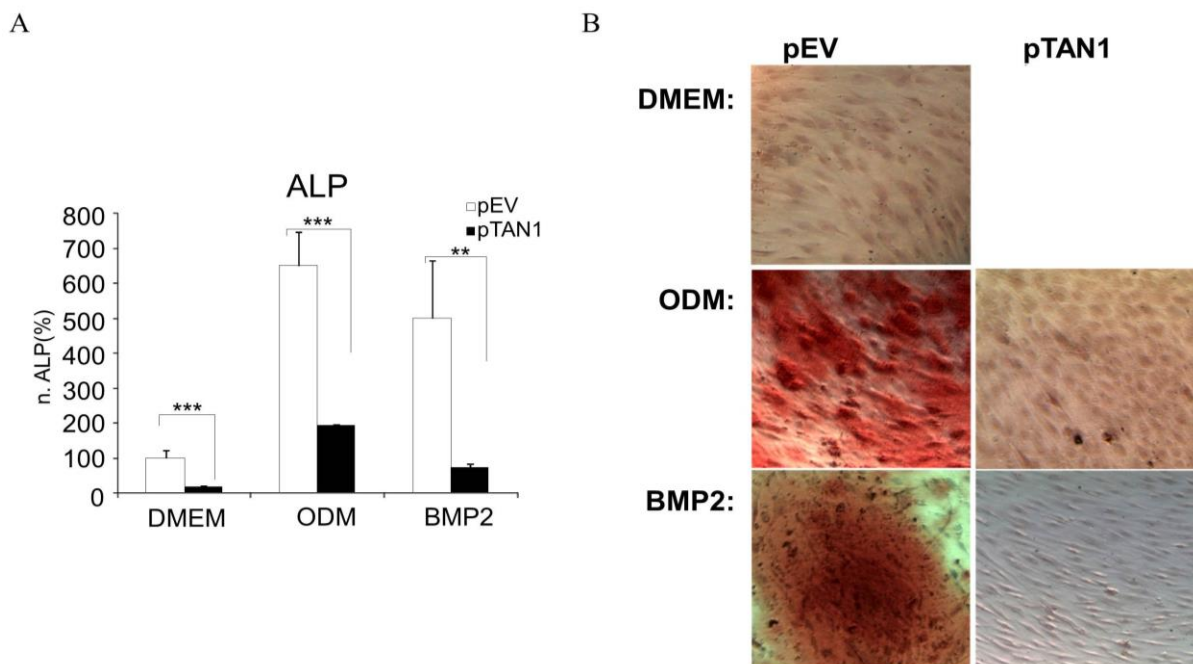 A
ALP
pEV
pTAN1
***
***
**
n. ALP(%)
800
700
600
500
400
300
200
100
0
DMEM
ODM
BMP2
B
pEV
pTAN1
DMEM:
ODM:
BMP2: